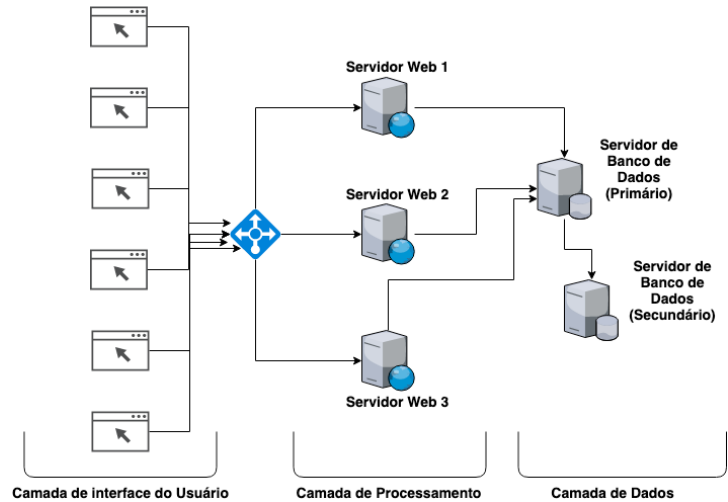 Servidor Web 1
Servidor de
Banco de
Dados
(Primário)
Servidor Web 2
Servidor de
Banco de
Dados
(Secundário)
Servidor Web 3
Camada de interface do Usuário
Camada de Processamento
Camada de Dados